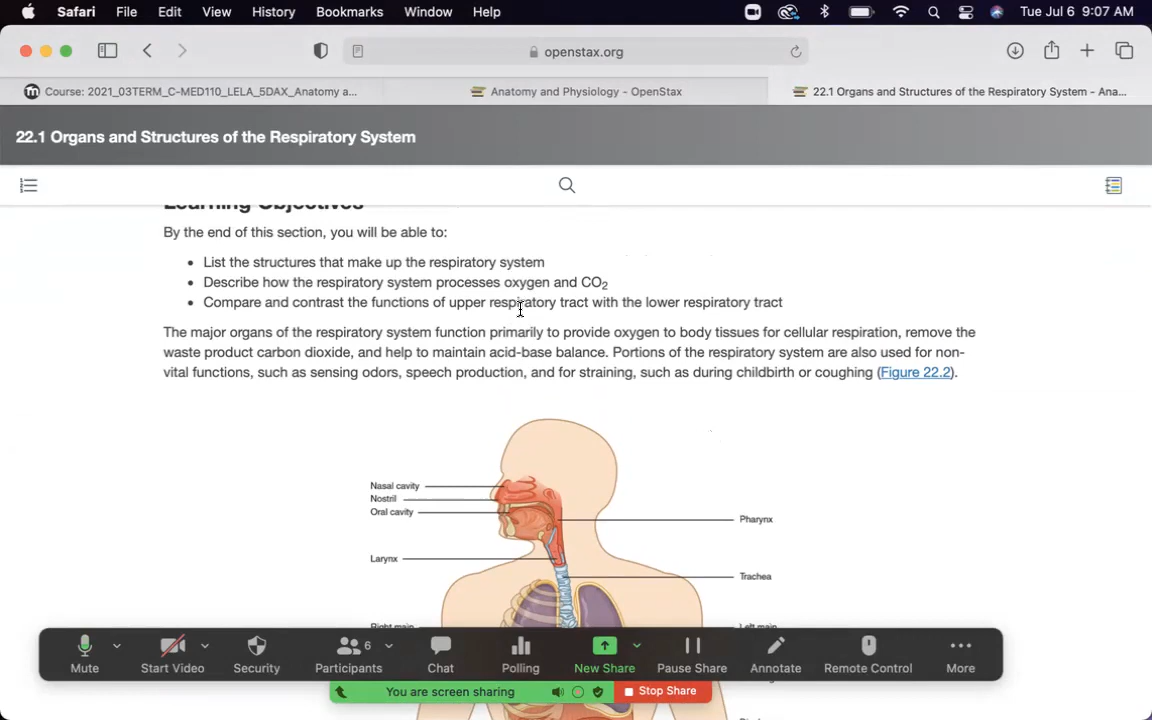 Safari File Edit View History Bookmarks Window Help Tue Jul 6 9:07 AM
openstax.org
Course: 2021_03TERM_C-MED110_LELA_5DAX_Anatomy a...
Anatomy and Physiology - OpenStax
22.1 Organs and Structures of the Respiratory System - Ana...
22.1 Organs and Structures of the Respiratory System
Learning Objectives
By the end of this section, you will be able to:
• List the structures that make up the respiratory system
• Describe how the respiratory system processes oxygen and CO2
• Compare and contrast the functions of upper respiratory tract with the lower respiratory tract
The major organs of the respiratory system function primarily to provide oxygen to body tissues for cellular respiration, remove the
waste product carbon dioxide, and help to maintain acid-base balance. Portions of the respiratory system are also used for non-
vital functions, such as sensing odors, speech production, and for straining, such as during childbirth or coughing (Figure 22.2).
Nasal cavity
Nostril
Oral cavity
Pharynx
Larynx
Trachea
Right main
Left main
Mute
Start Video
Security
6
Participants
Chat
Polling
New Share
Pause Share
Annotate
Remote Control
More
You are screen sharing
Stop Share